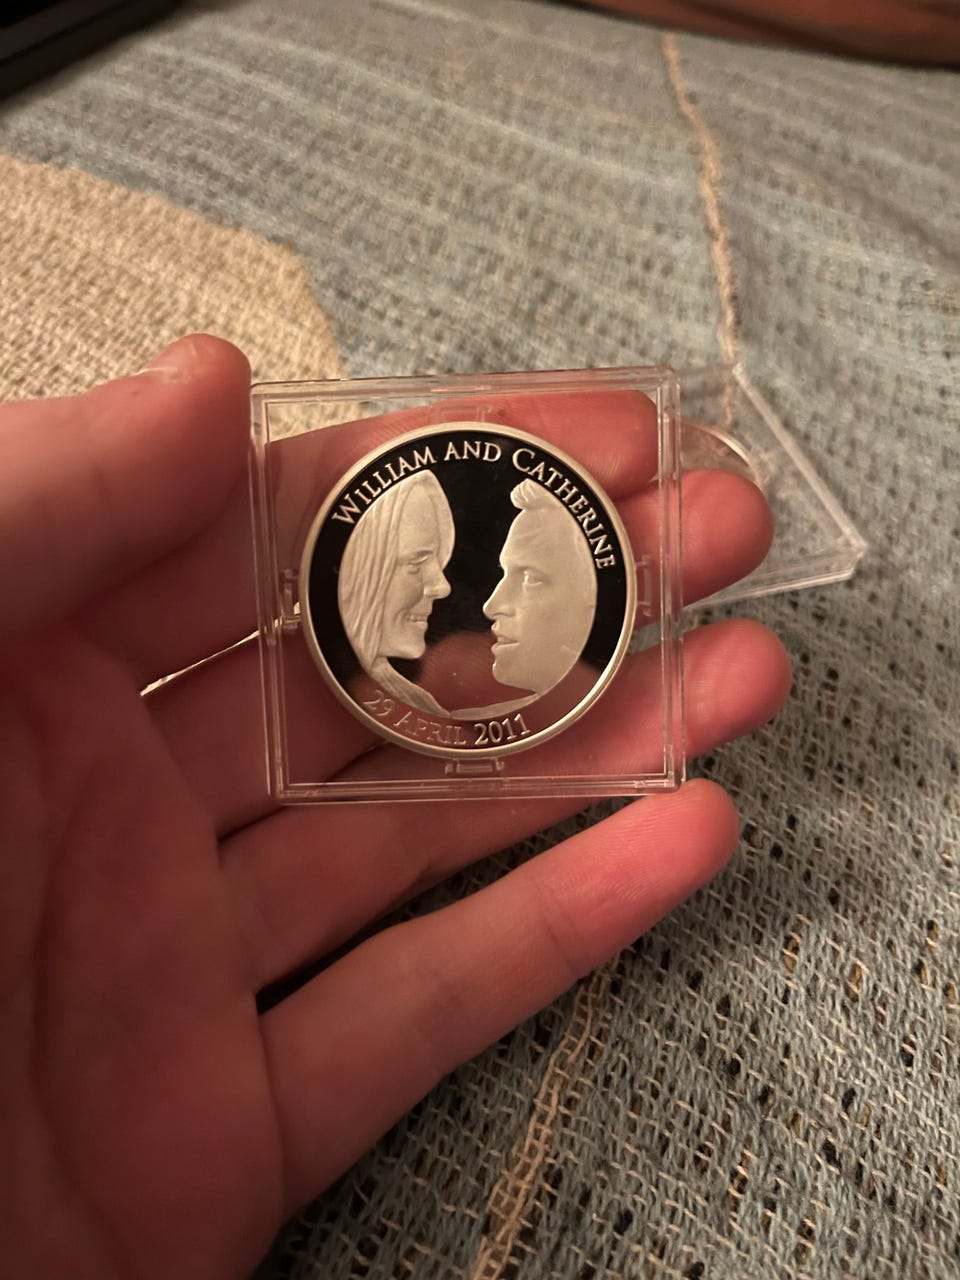 WILLIAM AND CATHERINE
29 APRIL 2011